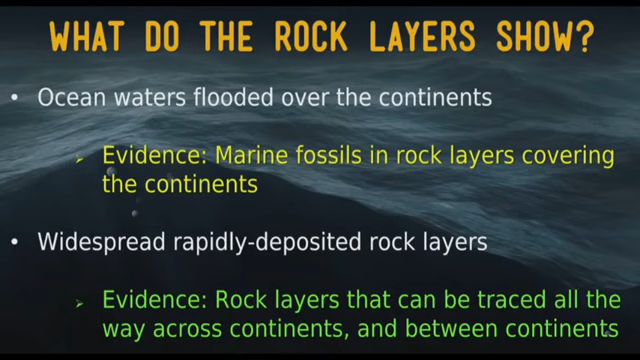 WHAT DO THE ROCK LAYERS SHOW?
• Ocean waters flooded over the continents
➢ Evidence: Marine fossils in rock layers covering
the continents
• Widespread rapidly-deposited rock layers
➢ Evidence: Rock layers that can be traced all the
way across continents, and between continents